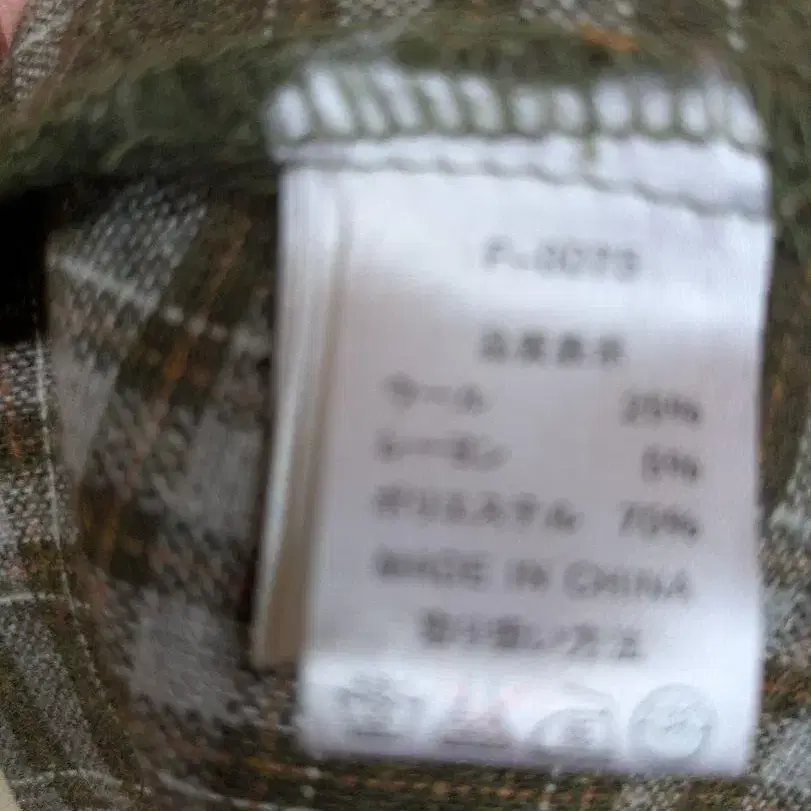 P-0073
品質表示
ウール 25%
レーヨン 5%
ポリエステル 70%
MADE IN CHINA
取り扱い方法